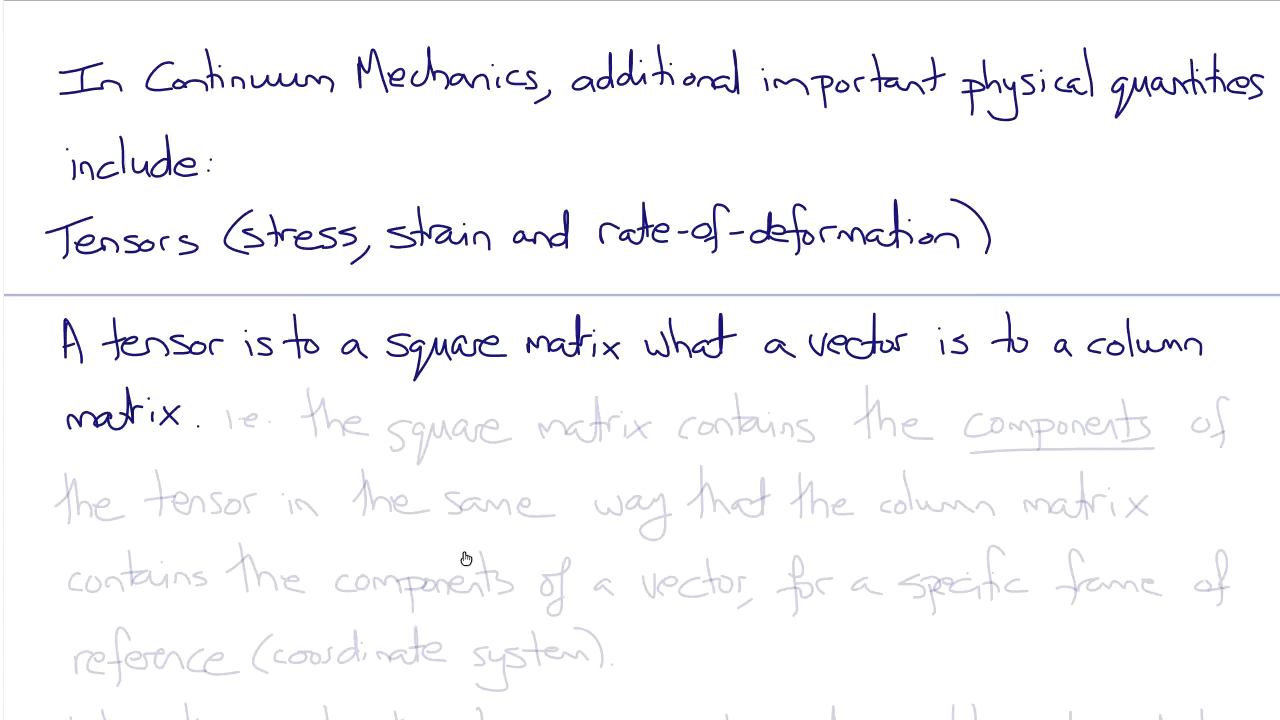 In Continuum Mechanics, additional important physical quantities
include:
Tensors (stress, strain and rate-of-deformation)
A tensor is to a square matrix what a vector is to a column
matrix. i.e. the square matrix contains the components of
the tensor in the same way that the column matrix
contains the components of a vector, for a specific frame of
reference (coordinate system).